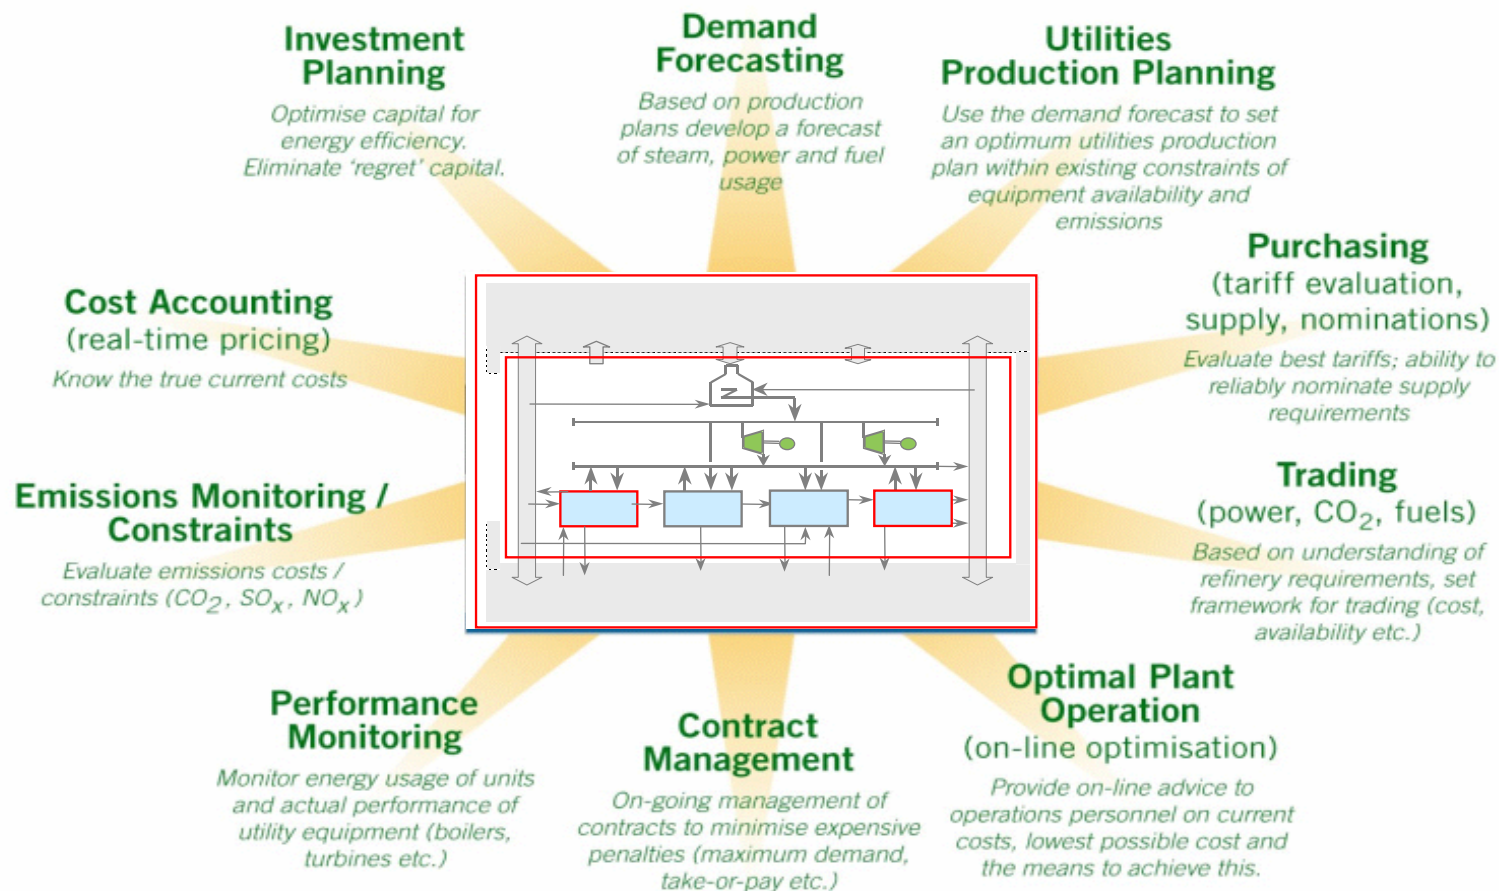 Investment
Planning
Optimise capital for
energy efficiency.
Eliminate ‘regret’ capital.
Demand
Forecasting
Based on production
plans develop a forecast
of steam, power and fuel
usage
Utilities
Production Planning
Use the demand forecast to set
an optimum utilities production
plan within existing constraints of
equipment availability and
emissions
Purchasing
(tariff evaluation,
supply, nominations)
Evaluate best tariffs; ability to
reliably nominate supply
requirements
Cost Accounting
(real-time pricing)
Know the true current costs
Trading
(power, CO2, fuels)
Based on understanding of
refinery requirements, set
framework for trading (cost,
availability etc.)
Emissions Monitoring /
Constraints
Evaluate emissions costs /
constraints (CO2, SOx, NOx)
Optimal Plant
Operation
(on-line optimisation)
Provide on-line advice to
operations personnel on current
costs, lowest possible cost and
the means to achieve this.
Performance
Monitoring
Monitor energy usage of units
and actual performance of
utility equipment (boilers,
turbines etc.)
Contract
Management
On-going management of
contracts to minimise expensive
penalties (maximum demand,
take-or-pay etc.)